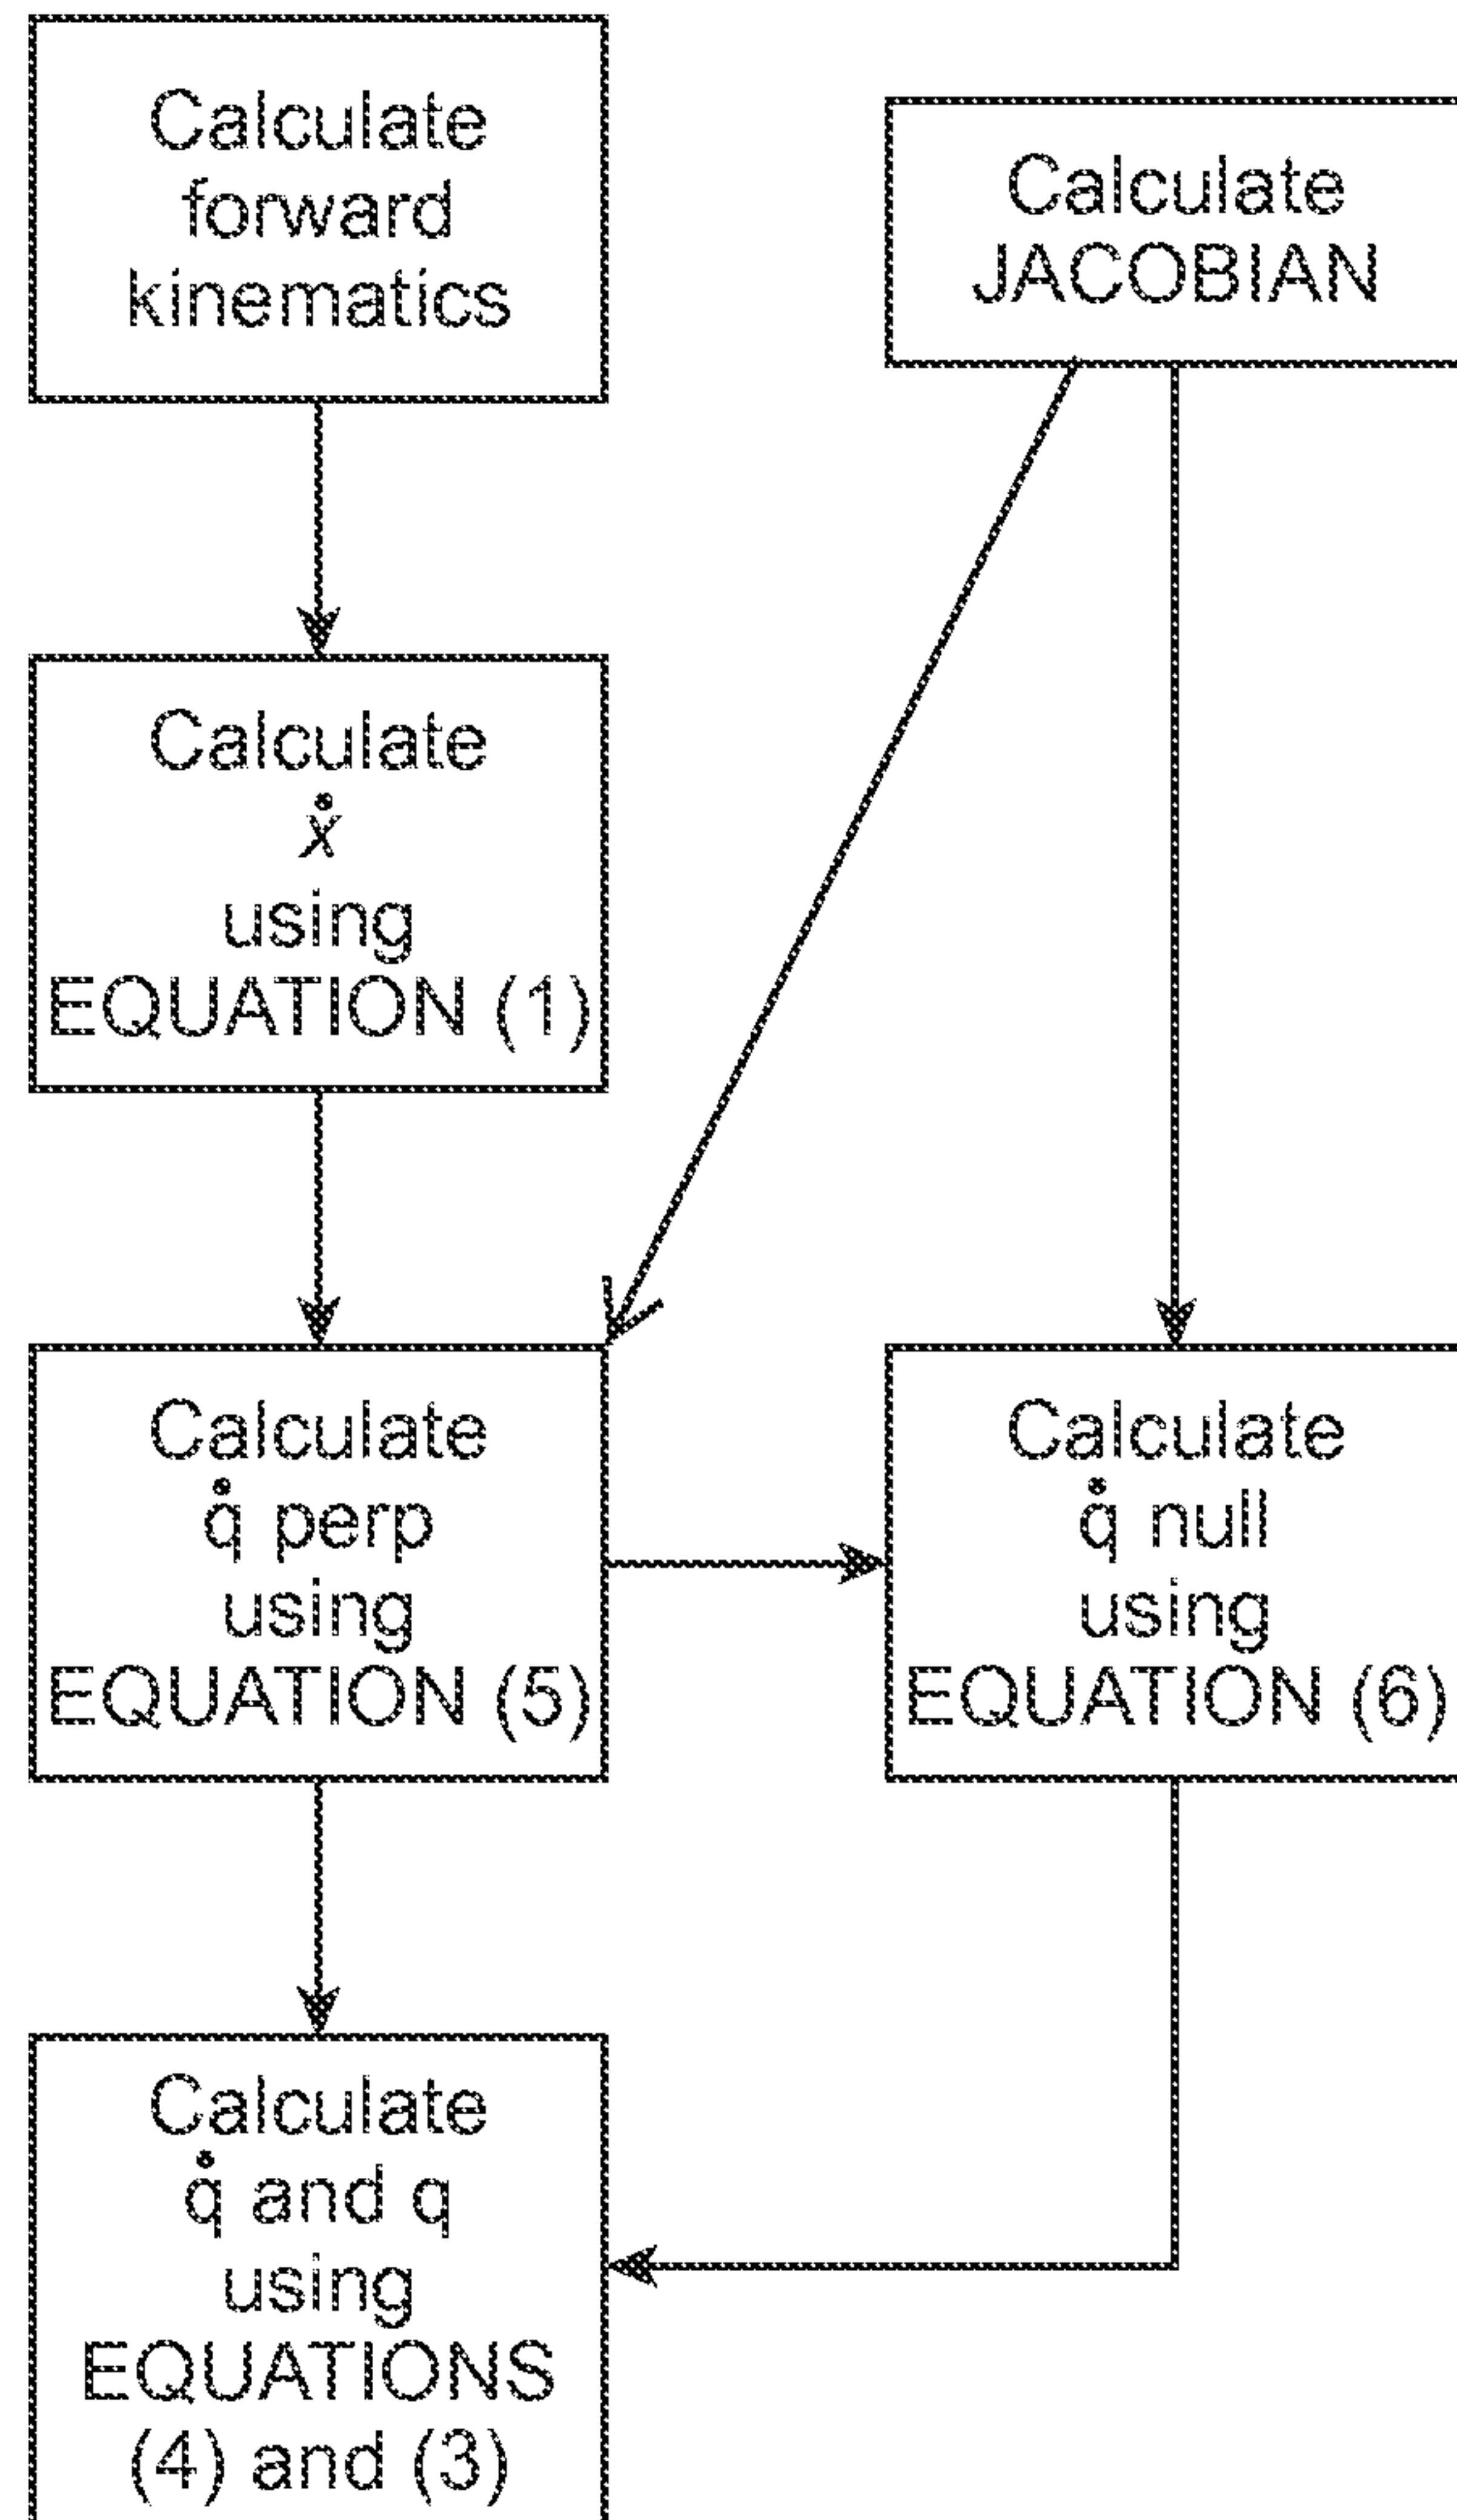 Calculate
forward
kinematics
Calculate
JACOBIAN
Calculate
ẋ
using
EQUATION (1)
Calculate
q̇ perp
using
EQUATION (5)
Calculate
q̇ null
using
EQUATION (6)
Calculate
q̇ and q
using
EQUATIONS
(4) and (3)